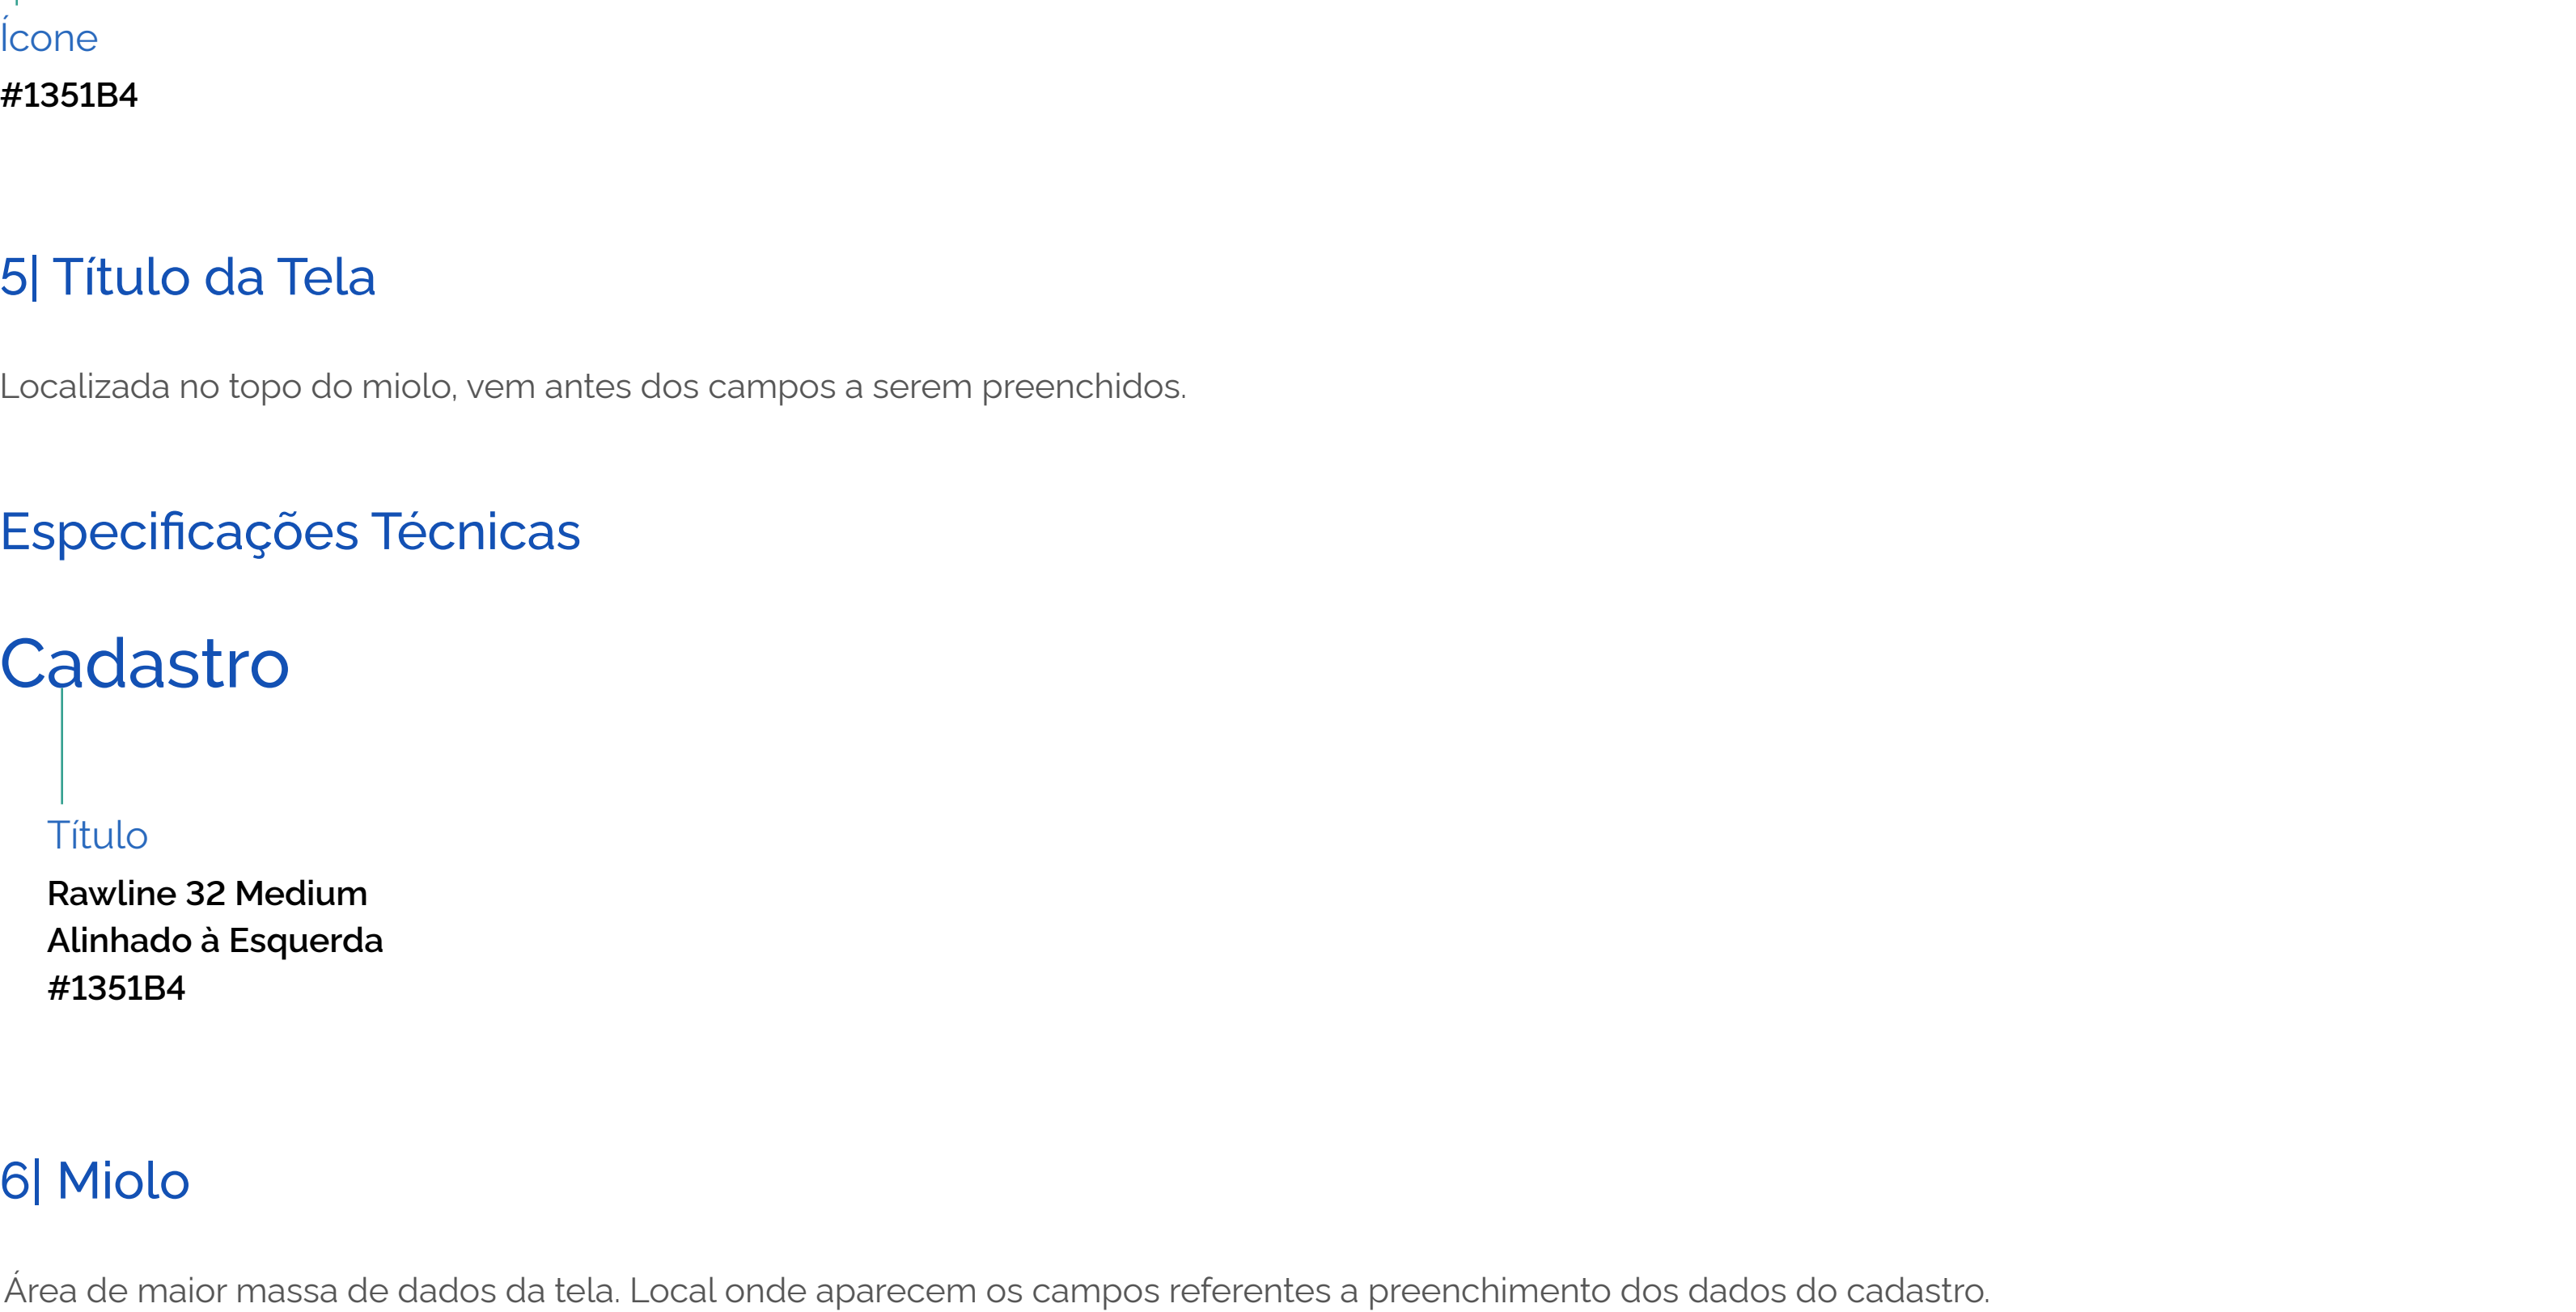 Ícone
#1351B4
5| Título da Tela
Localizada no topo do miolo, vem antes dos campos a serem preenchidos.
Especificações Técnicas
Cadastro
Título
Rawline 32 Medium
Alinhado à Esquerda
#1351B4
6| Miolo
Área de maior massa de dados da tela. Local onde aparecem os campos referentes a preenchimento dos dados do cadastro.